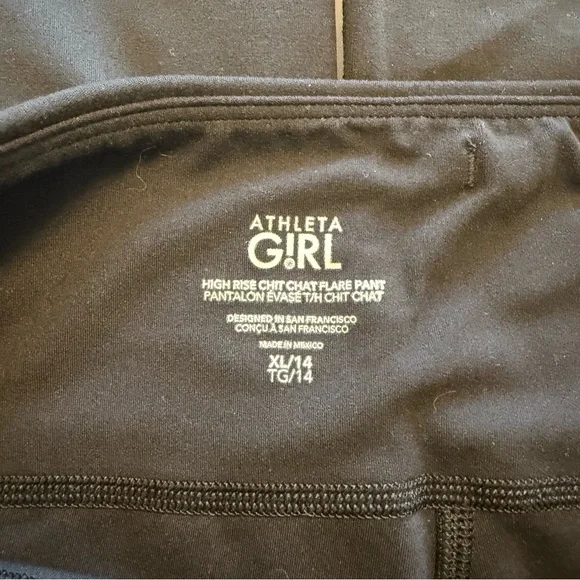 ATHLETA
G!RL
HIGH RISE CHIT CHAT FLARE PANT
PANTALON ÉVASÉ T/H CHIT CHAT
DESIGNED IN SAN FRANCISCO
CONÇU À SAN FRANCISCO
MADE IN MEXICO
XL/14
TG/14